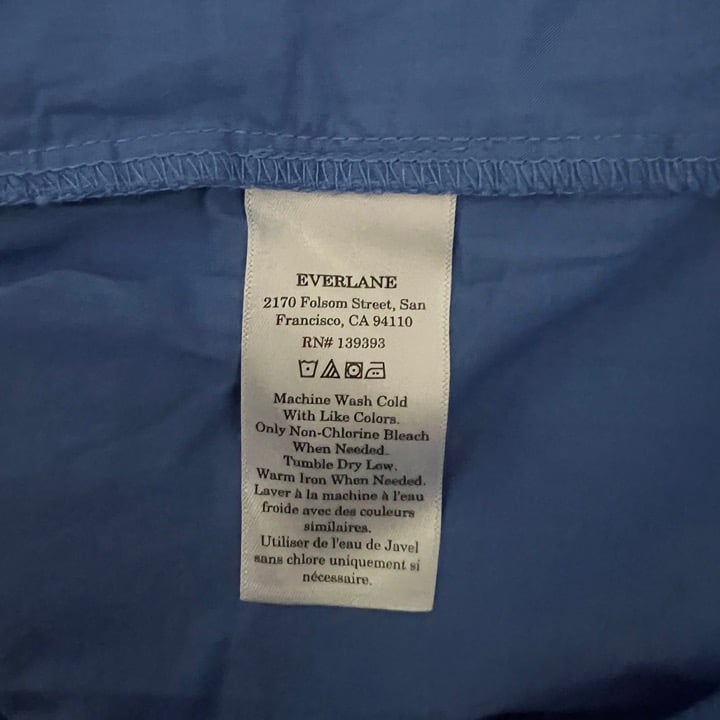 EVERLANE
2170 Folsom Street, San
Francisco, CA 94110
RN# 139393
Machine Wash Cold
With Like Colors.
Only Non-Chlorine Bleach
When Needed.
Tumble Dry Low.
Warm Iron When Needed.
Laver à la machine à l'eau
froide avec des couleurs
similaires.
Utiliser de l'eau de Javel
sans chlore uniquement si
nécessaire.